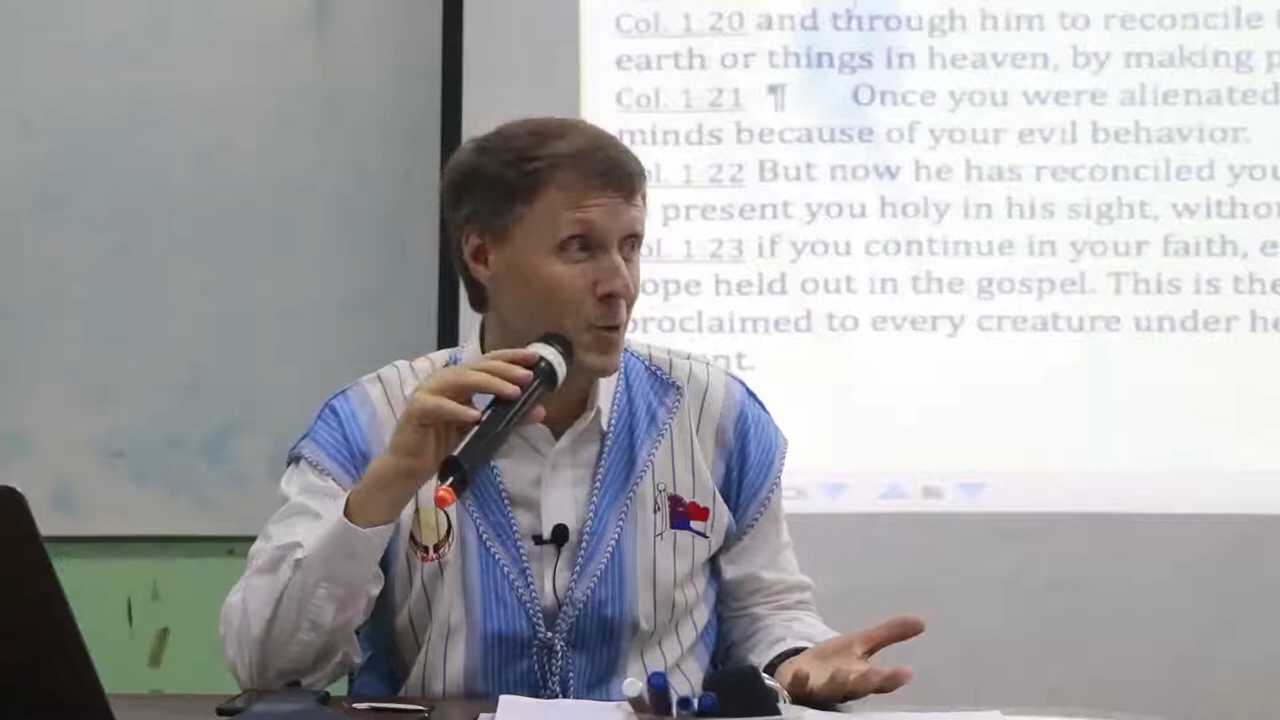 Col. 1:20 and through him to reconcile
earth or things in heaven, by making
Col. 1:21 ¶ Once you were alienated
minds because of your evil behavior.
1:22 But now he has reconciled you
present you holy in his sight,
1:23 if you continue in your faith,
held out in the gospel. This is the
proclaimed to every creature under